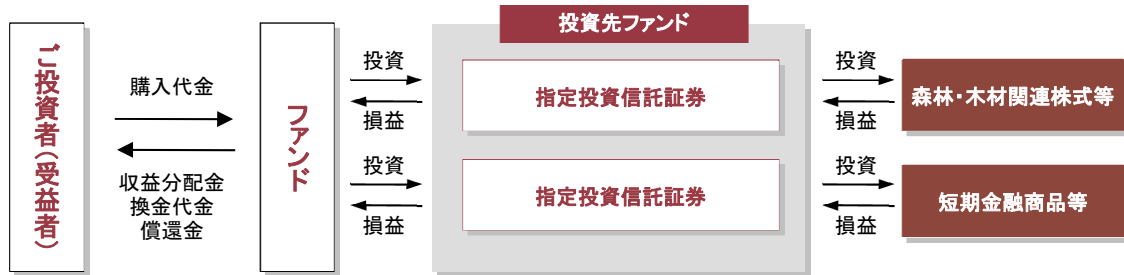 ご投資者(受益者)
購入代金
収益分配金
換金代金
償還金
ファンド
投資
損益
投資
損益
投資先ファンド
指定投資信託証券
指定投資信託証券
投資
損益
投資
損益
森林・木材関連株式等
短期金融商品等